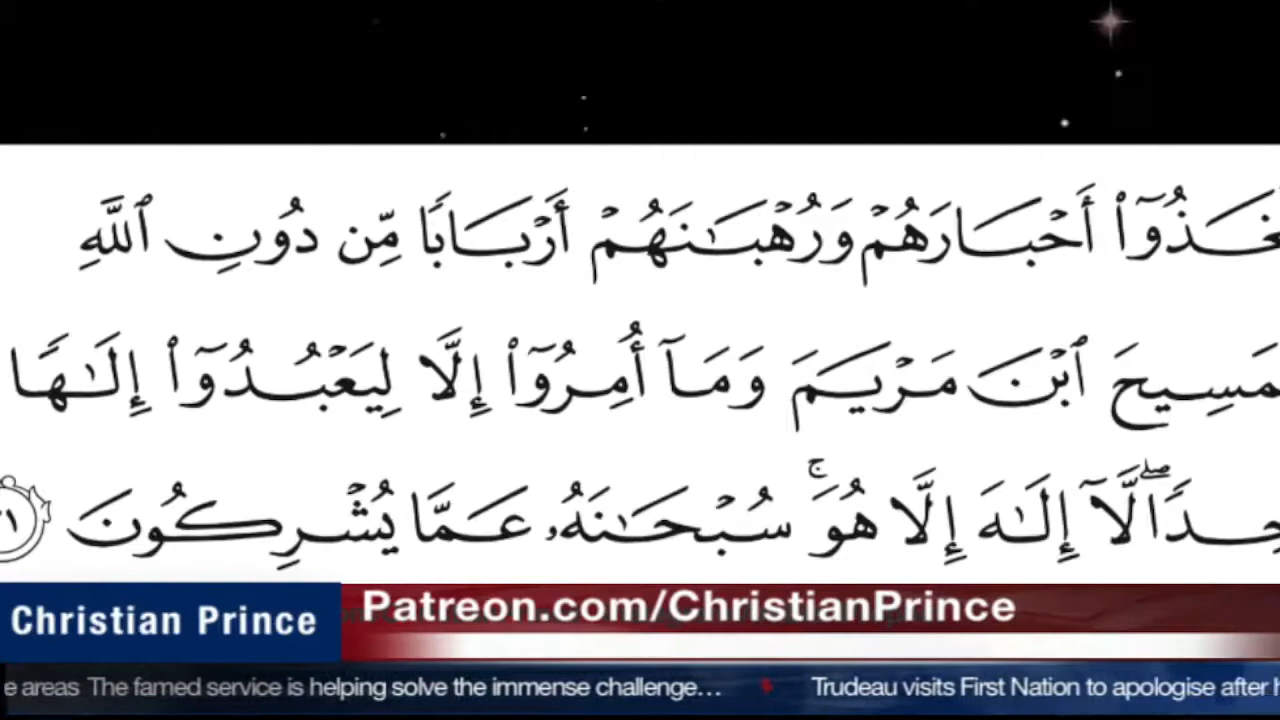 أَحْبَارَهُمْ وَرُهْبَـٰنَهُمْ أَرْبَابًا مِّن دُونِ ٱللَّهِ
ٱبْنَ مَرْيَمَ وَمَآ أُمِرُوٓا۟ إِلَّا لِيَعْبُدُوٓا۟ إِلَـٰهًا
لَّآ إِلَـٰهَ إِلَّا هُوَ ۚ سُبْحَـٰنَهُۥ عَمَّا يُشْرِكُونَ
Christian Prince
Patreon.com/ChristianPrince
e areas The famed service is helping solve the immense challenge... Trudeau visits First Nation to apologise after